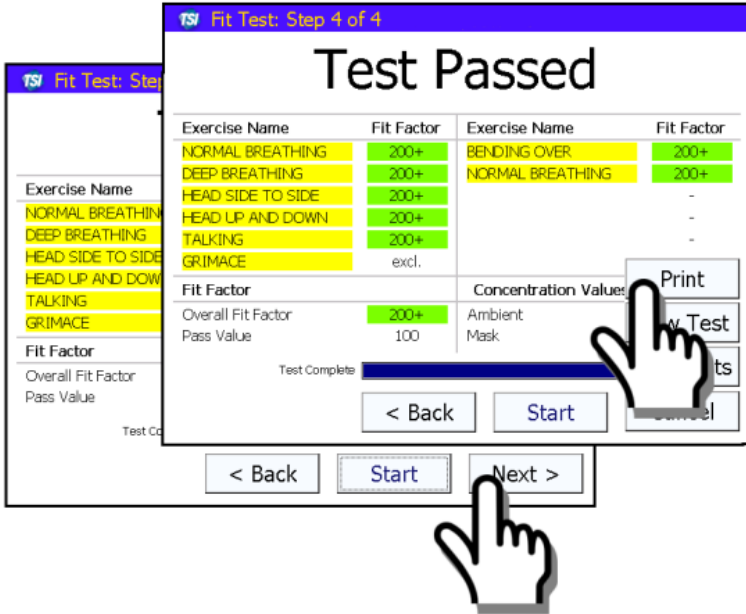 TSI Fit Test: Step 4 of 4
Test Passed
Exercise Name Fit Factor Exercise Name Fit Factor
NORMAL BREATHING 200+ BENDING OVER 200+
DEEP BREATHING 200+ NORMAL BREATHING 200+
HEAD SIDE TO SIDE 200+ -
HEAD UP AND DOWN 200+ -
TALKING 200+ -
GRIMACE excl.
Fit Factor Concentration Values
Overall Fit Factor 200+ Ambient
Pass Value 100 Mask
Test Complete
Print
w Test
ts
Cancel
< Back Start
TSI Fit Test: Step
Exercise Name
NORMAL BREATHIN
DEEP BREATHING
HEAD SIDE TO SIDE
HEAD UP AND DOW
TALKING
GRIMACE
Fit Factor
Overall Fit Factor
Pass Value
Test Co
< Back Start Next >